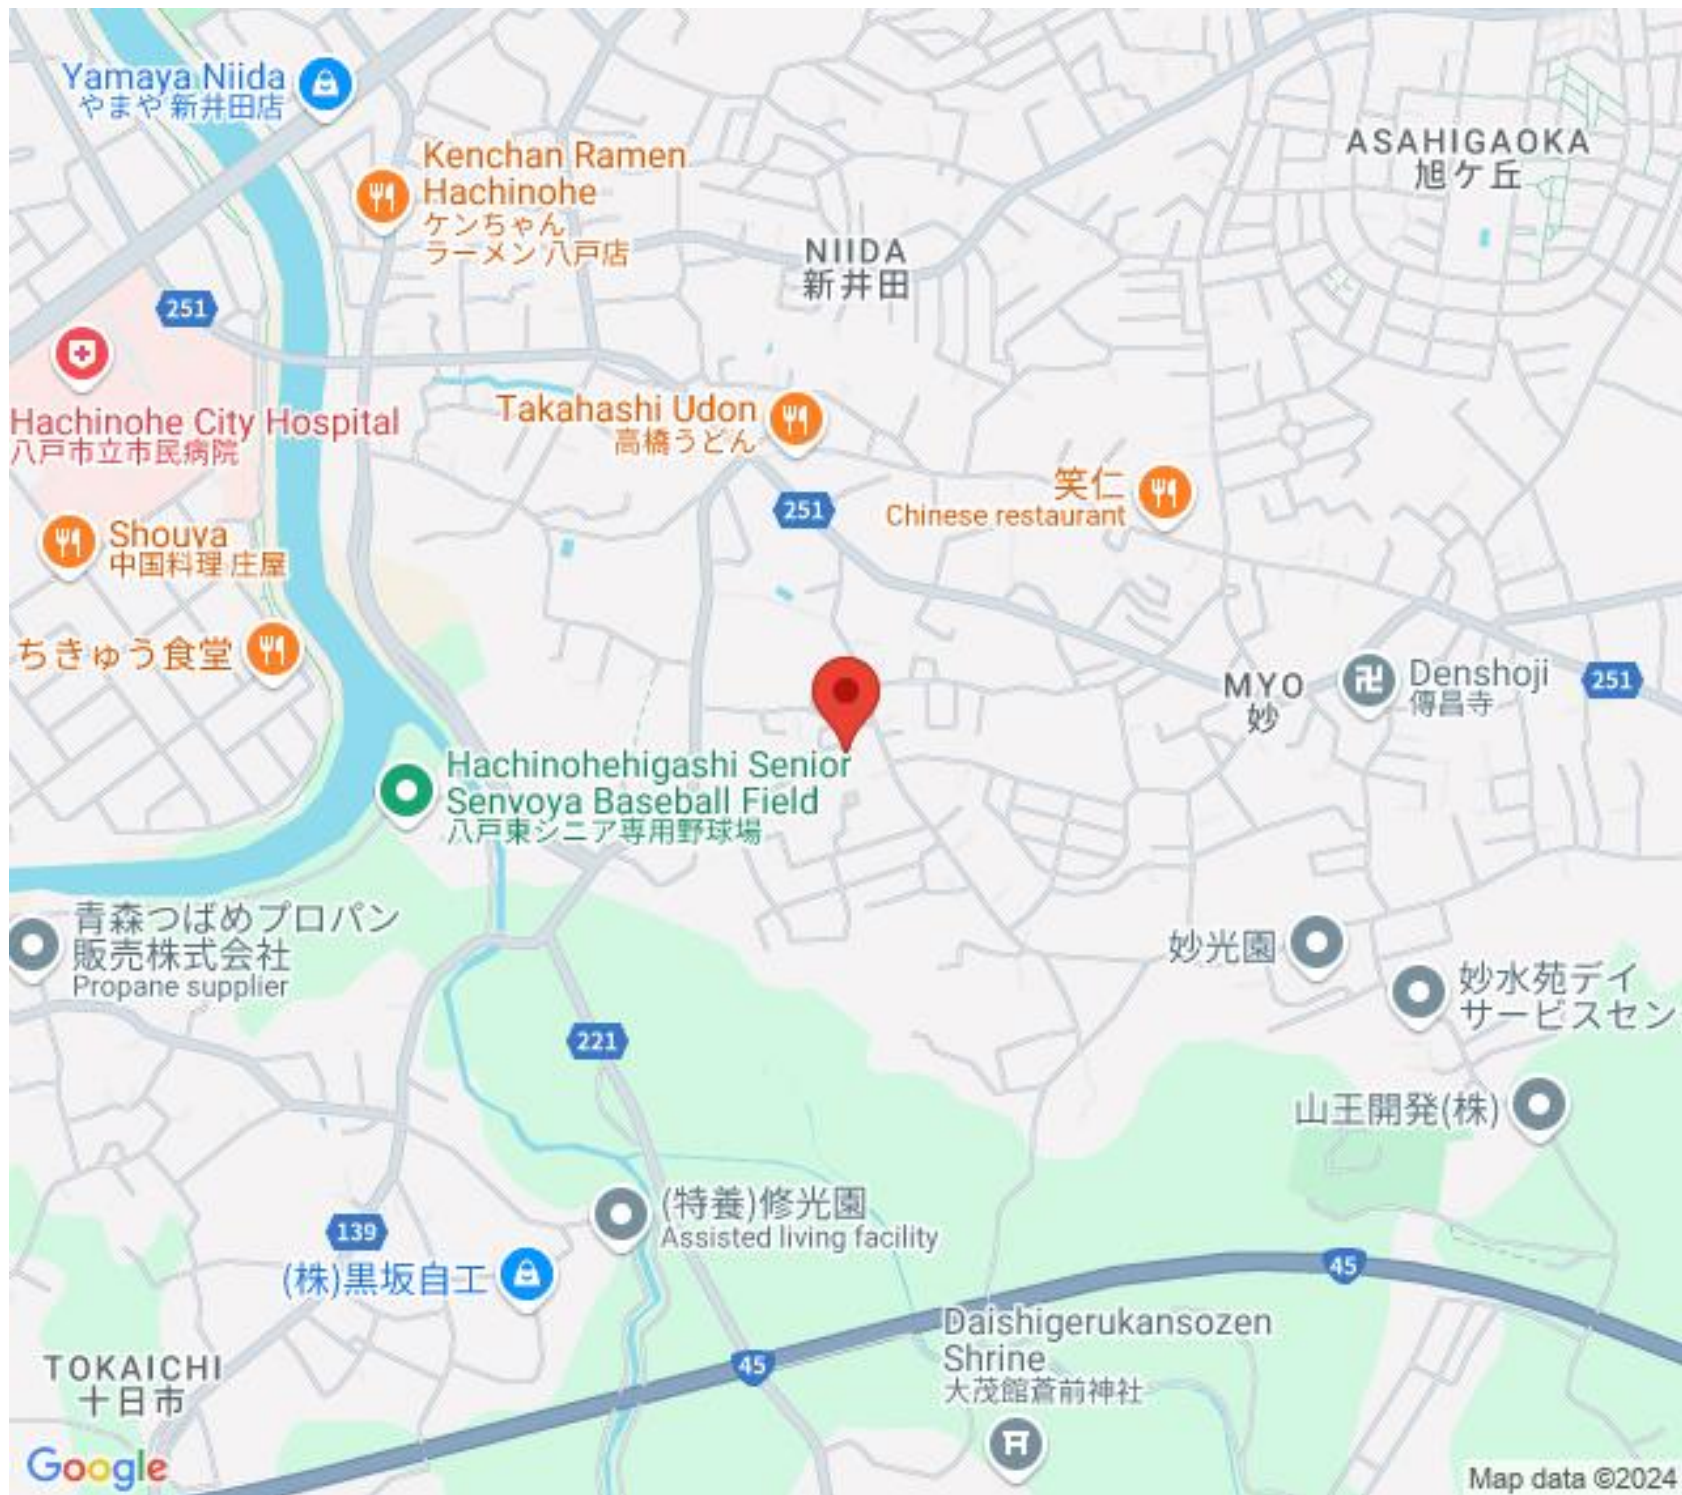 Yamaya Niida
やまや 新井田店
Kenchan Ramen
Hachinohe
ケンちゃん
ラーメン 八戸店
ASAHIGAOKA
旭ケ丘
NIIDA
新井田
251
Hachinohe City Hospital
八戸市立市民病院
Takahashi Udon
高橋うどん
251
笑仁
Chinese restaurant
Shouya
中国料理 庄屋
ちきゅう食堂
MYO
妙
Denshoji
傳昌寺
251
Hachinohehigashi Senior
Senyoya Baseball Field
八戸東シニア専用野球場
青森つばめプロパン
販売株式会社
Propane supplier
妙光園
妙水苑デイ
サービスセン
221
山王開発(株)
(特養)修光園
Assisted living facility
139
(株)黒坂自工
45
Daishigerukansozen
Shrine
大茂館蒼前神社
45
TOKAICHI
十日市
Google
Map data ©2024